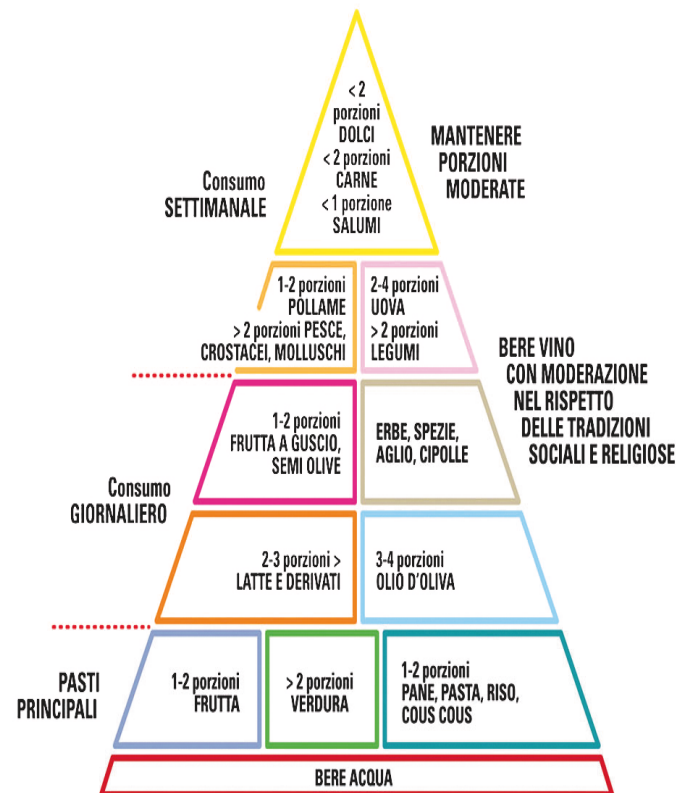 < 2
porzioni
DOLCI
< 2 porzioni
CARNE
< 1 porzione
SALUMI
MANTENERE
PORZIONI
MODERATE
Consumo
SETTIMANALE
1-2 porzioni
POLLAME
> 2 porzioni PESCE,
CROSTACEI, MOLLUSCHI
2-4 porzioni
UOVA
> 2 porzioni
LEGUMI
BERE VINO
CON MODERAZIONE
NEL RISPETTO
DELLE TRADIZIONI
SOCIALI E RELIGIOSE
1-2 porzioni
FRUTTA A GUSCIO,
SEMI OLIVE
ERBE, SPEZIE,
AGLIO, CIPOLLE
Consumo
GIORNALIERO
2-3 porzioni >
LATTE E DERIVATI
3-4 porzioni
OLIO D'OLIVA
PASTI
PRINCIPALI
1-2 porzioni
FRUTTA
> 2 porzioni
VERDURA
1-2 porzioni
PANE, PASTA, RISO,
COUS COUS
BERE ACQUA